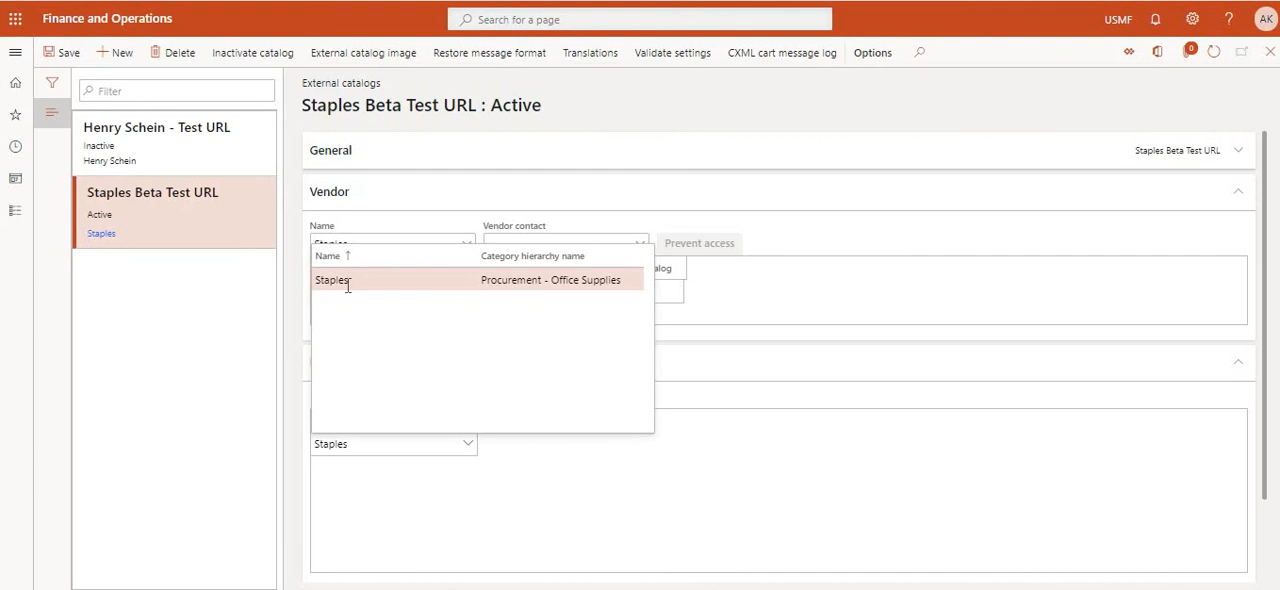 Finance and Operations
Search for a page
USMF
?
AK
Save
New
Delete
Inactivate catalog
External catalog image
Restore message format
Translations
Validate settings
CXML cart message log
Options
0
Filter
Henry Schein - Test URL
Inactive
Henry Schein
Staples Beta Test URL
Active
Staples
External catalogs
Staples Beta Test URL : Active
General
Staples Beta Test URL
Vendor
Name
Vendor contact
Staples
Prevent access
alog
Name
Category hierarchy name
Staples
Procurement - Office Supplies
Staples